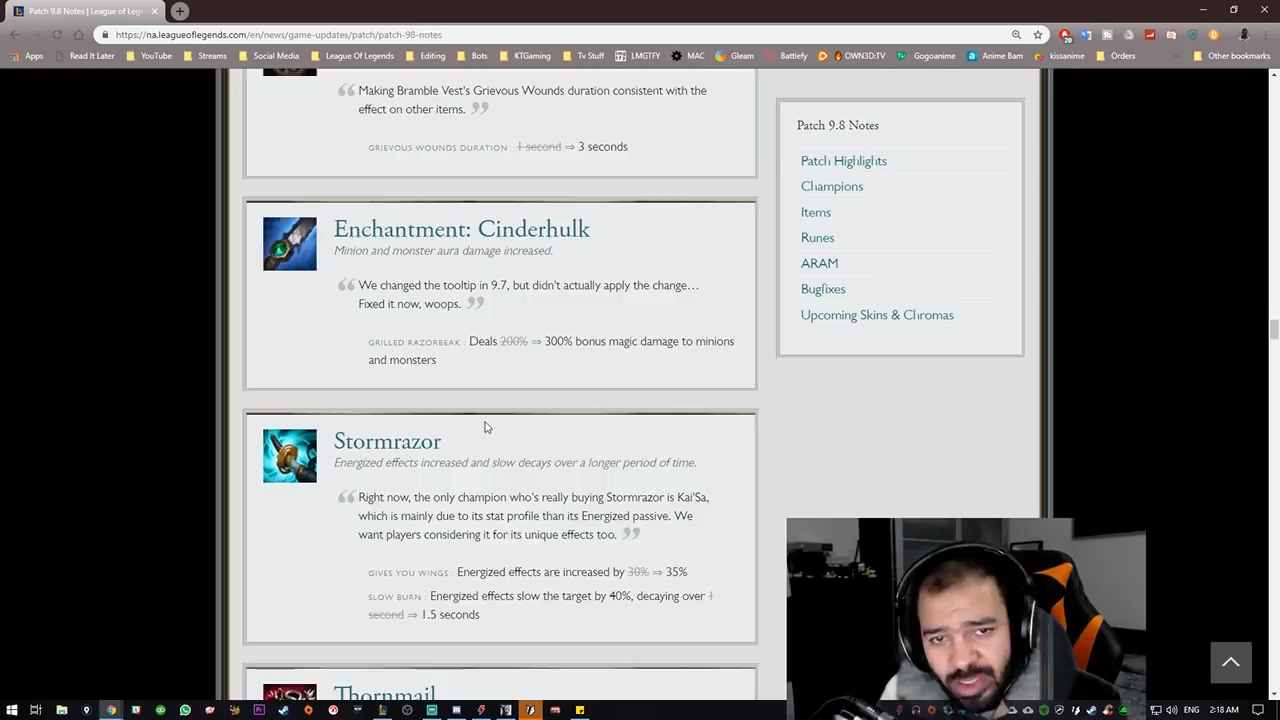 Patch 9.8 Notes | League of Leg
https://na.leagueoflegends.com/en/news/game-updates/patch/patch-98-notes
Apps Read It Later YouTube Streams Social Media League Of Legends Editing Bots KTGaming Tv Stuff LMGTFY MAC Gleam Battlefy OWN3D:TV Gogoanime Anime Bam kissanime Orders Other bookmarks
Making Bramble Vest's Grievous Wounds duration consistent with the
effect on other items.
GRIEVOUS WOUNDS DURATION 1 second ⇒ 3 seconds
Enchantment: Cinderhulk
Minion and monster aura damage increased.
We changed the tooltip in 9.7, but didn't actually apply the change…
Fixed it now, woops.
GRILLED RAZORBEAK : Deals 200% ⇒ 300% bonus magic damage to minions
and monsters
Stormrazor
Energized effects increased and slow decays over a longer period of time.
Right now, the only champion who's really buying Stormrazor is Kai'Sa,
which is mainly due to its stat profile than its Energized passive. We
want players considering it for its unique effects too.
GIVES YOU WINGS : Energized effects are increased by 30% ⇒ 35%
SLOW BURN : Energized effects slow the target by 40%, decaying over 1
second ⇒ 1.5 seconds
Thornmail
Patch 9.8 Notes
Patch Highlights
Champions
Items
Runes
ARAM
Bugfixes
Upcoming Skins & Chromas
ENG 2:18 AM